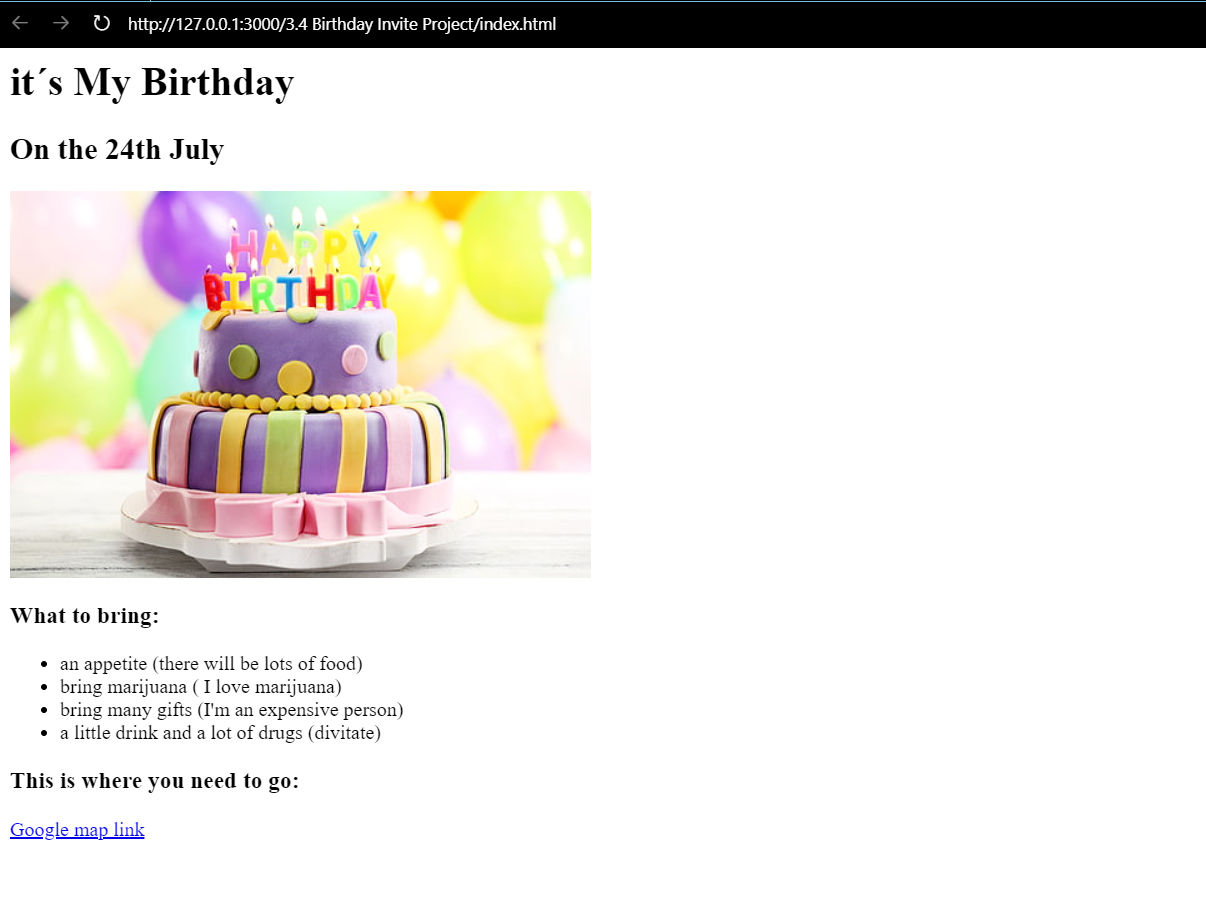 http://127.0.0.1:3000/3.4 Birthday Invite Project/index.html
it´s My Birthday
On the 24th July
HAPPY
BIRTHDAY
What to bring:
an appetite (there will be lots of food)
bring marijuana ( I love marijuana)
bring many gifts (I'm an expensive person)
a little drink and a lot of drugs (divitate)
This is where you need to go:
Google map link